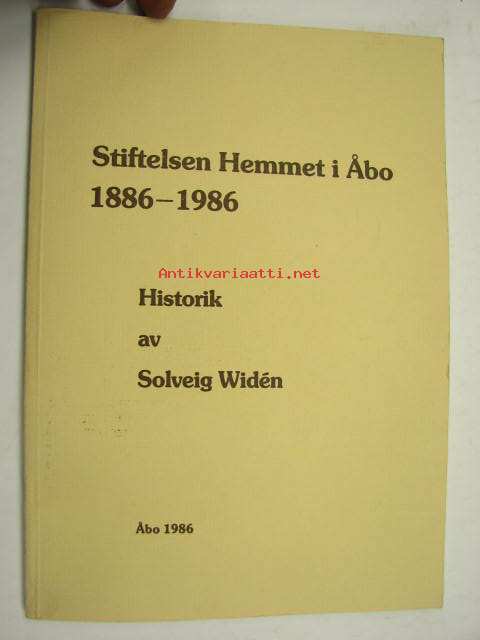 Stiftelsen Hemmet i Åbo
1886–1986
Antikvariaatti.net
Historik
av
Solveig Widén
Åbo 1986